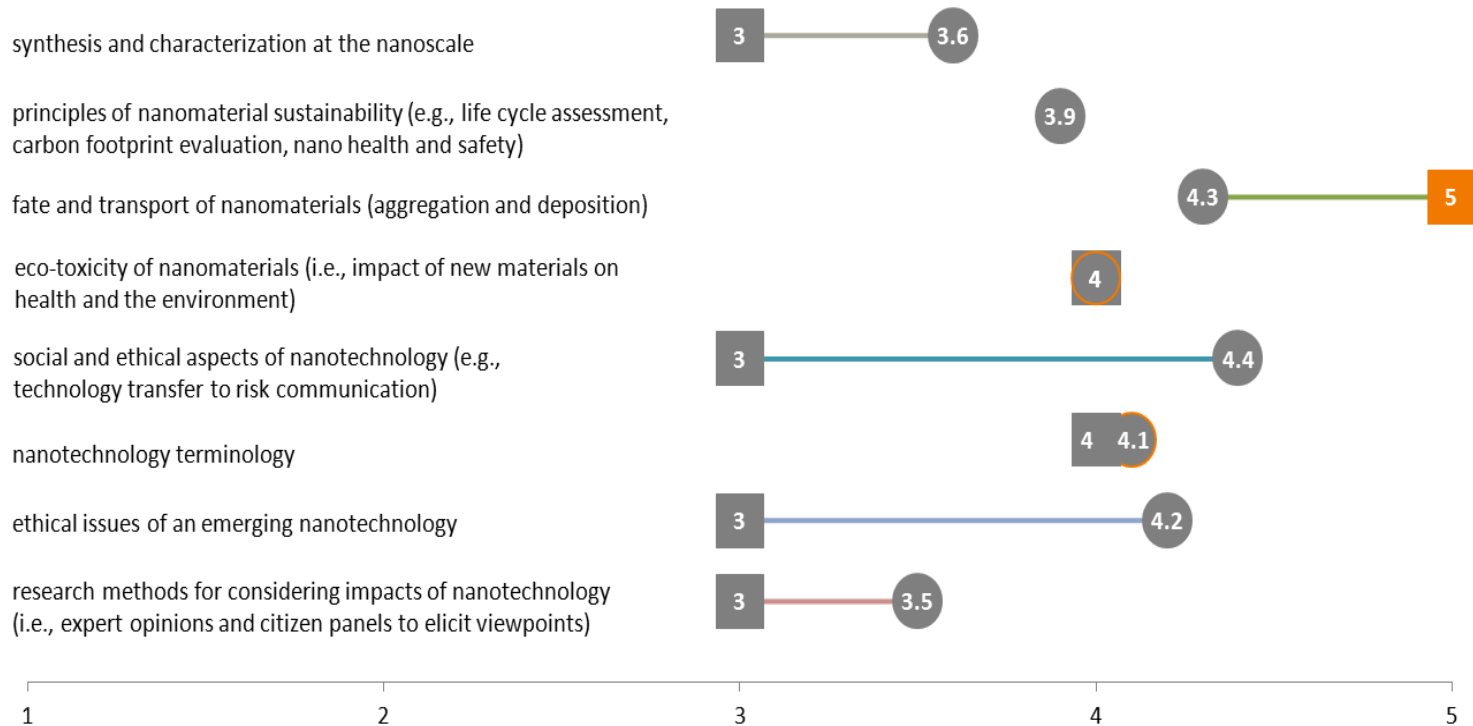 synthesis and characterization at the nanoscale
3
3.6
principles of nanomaterial sustainability (e.g., life cycle assessment,
carbon footprint evaluation, nano health and safety)
3.9
fate and transport of nanomaterials (aggregation and deposition)
4.3
5
eco-toxicity of nanomaterials (i.e., impact of new materials on
health and the environment)
4
social and ethical aspects of nanotechnology (e.g.,
technology transfer to risk communication)
3
4.4
nanotechnology terminology
4
4.1
ethical issues of an emerging nanotechnology
3
4.2
research methods for considering impacts of nanotechnology
(i.e., expert opinions and citizen panels to elicit viewpoints)
3
3.5
1
2
3
4
5